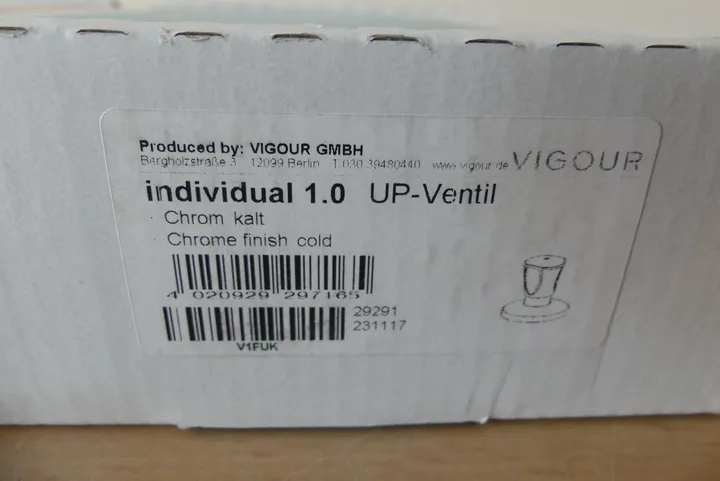 Produced by: VIGOUR GMBH
Bergholzstraße 3 12099 Berlin T 030 39480440 www.vigour.de VIGOUR
individual 1.0 UP-Ventil
· Chrom kalt
· Chrome finish cold
4 020929 297165
29291
231117
V1FUK